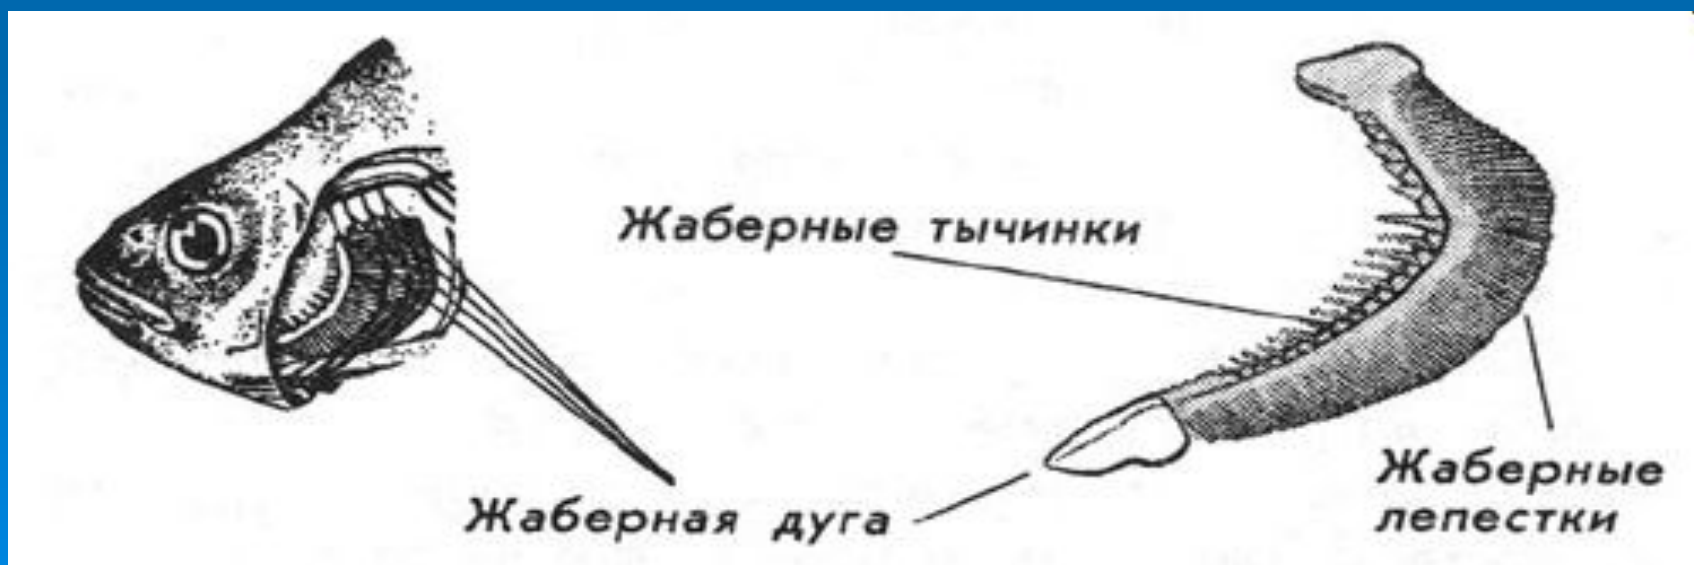 Жаберные тычинки
Жаберная дуга
Жаберные
лепестки